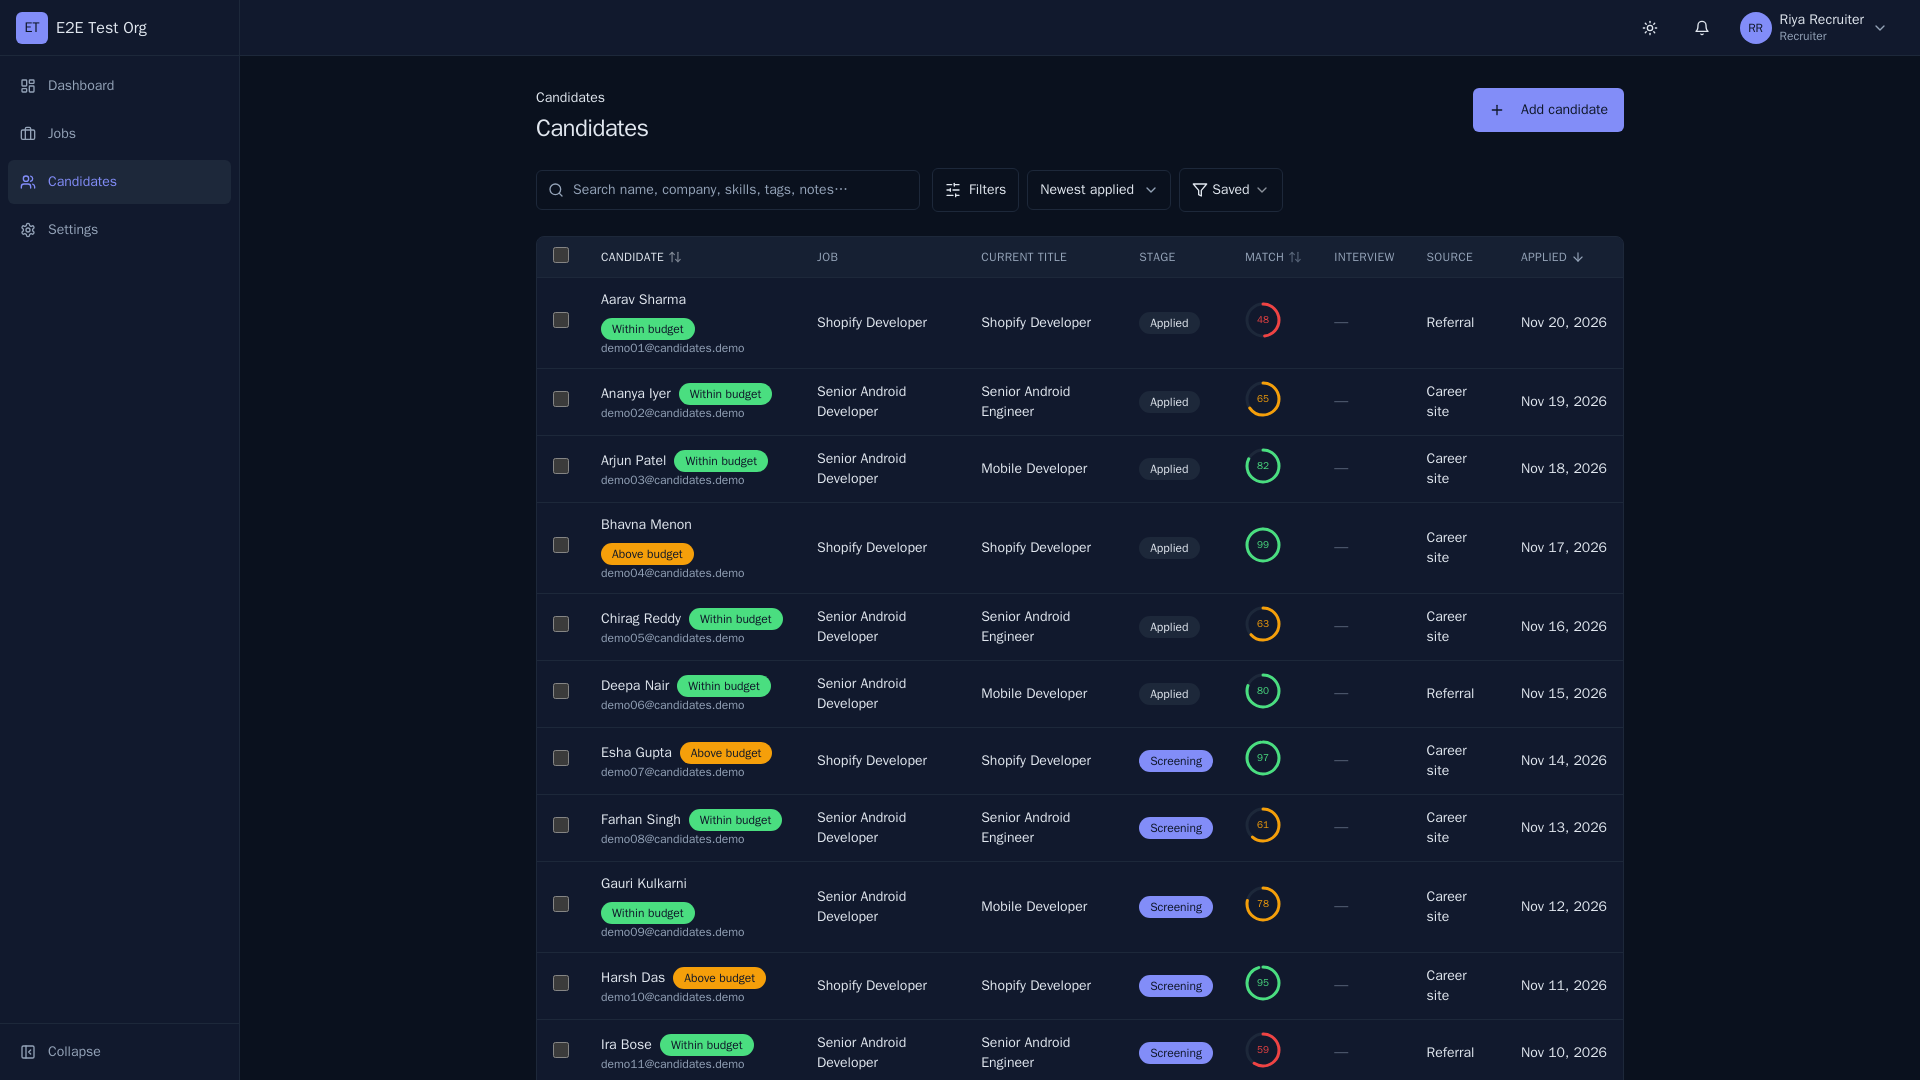 ET E2E Test Org
RR Riya Recruiter
Recruiter
Dashboard
Jobs
Candidates
Settings
Collapse
Candidates
Candidates
Add candidate
Search name, company, skills, tags, notes···
Filters
Newest applied
Saved
CANDIDATE JOB CURRENT TITLE STAGE MATCH INTERVIEW SOURCE APPLIED
Aarav Sharma
Within budget
demo01@candidates.demo
Shopify Developer
Shopify Developer
Applied
48
—
Referral
Nov 20, 2026
Ananya Iyer Within budget
demo02@candidates.demo
Senior Android
Developer
Senior Android
Engineer
Applied
65
—
Career
site
Nov 19, 2026
Arjun Patel Within budget
demo03@candidates.demo
Senior Android
Developer
Mobile Developer
Applied
82
—
Career
site
Nov 18, 2026
Bhavna Menon
Above budget
demo04@candidates.demo
Shopify Developer
Shopify Developer
Applied
99
—
Career
site
Nov 17, 2026
Chirag Reddy Within budget
demo05@candidates.demo
Senior Android
Developer
Senior Android
Engineer
Applied
63
—
Career
site
Nov 16, 2026
Deepa Nair Within budget
demo06@candidates.demo
Senior Android
Developer
Mobile Developer
Applied
80
—
Referral
Nov 15, 2026
Esha Gupta Above budget
demo07@candidates.demo
Shopify Developer
Shopify Developer
Screening
97
—
Career
site
Nov 14, 2026
Farhan Singh Within budget
demo08@candidates.demo
Senior Android
Developer
Senior Android
Engineer
Screening
61
—
Career
site
Nov 13, 2026
Gauri Kulkarni
Within budget
demo09@candidates.demo
Senior Android
Developer
Mobile Developer
Screening
78
—
Career
site
Nov 12, 2026
Harsh Das Above budget
demo10@candidates.demo
Shopify Developer
Shopify Developer
Screening
95
—
Career
site
Nov 11, 2026
Ira Bose Within budget
demo11@candidates.demo
Senior Android
Developer
Senior Android
Engineer
Screening
59
—
Referral
Nov 10, 2026